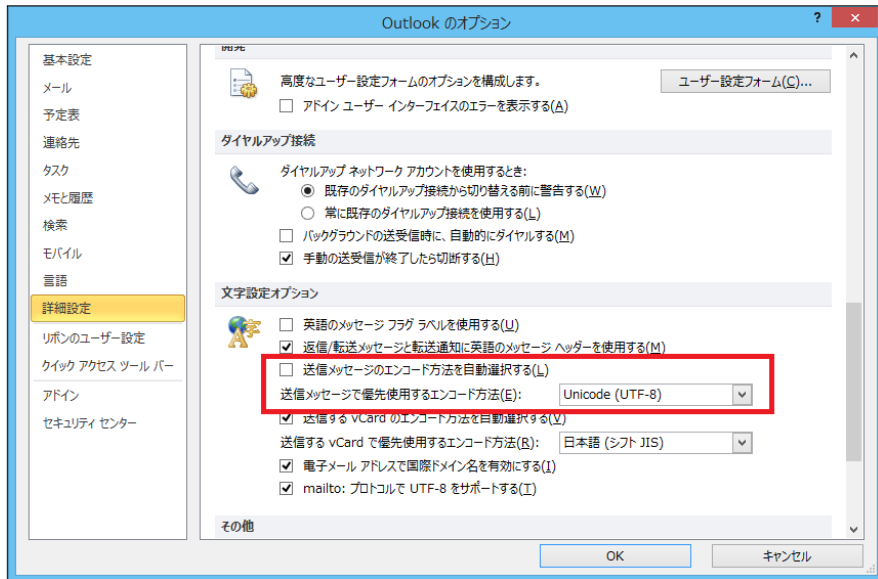 Outlook のオプション
?
×
基本設定
メール
予定表
連絡先
タスク
メモと履歴
検索
モバイル
言語
詳細設定
リボンのユーザー設定
クイック アクセス ツール バー
アドイン
セキュリティ センター
開発
高度なユーザー設定フォームのオプションを構成します。
ユーザー設定フォーム(C)...
アドイン ユーザー インターフェイスのエラーを表示する(A)
ダイヤルアップ接続
ダイヤルアップ ネットワーク アカウントを使用するとき:
既存のダイヤルアップ接続から切り替える前に警告する(W)
常に既存のダイヤルアップ接続を使用する(L)
バックグラウンドの送受信時に、自動的にダイヤルする(M)
手動の送受信が終了したら切断する(H)
文字設定オプション
英語のメッセージ フラグ ラベルを使用する(U)
返信/転送メッセージと転送通知に英語のメッセージ ヘッダーを使用する(M)
送信メッセージのエンコード方法を自動選択する(L)
送信メッセージで優先使用するエンコード方法(E): Unicode (UTF-8)
送信する vCard のエンコード方法を自動選択する(V)
送信する vCard で優先使用するエンコード方法(R): 日本語 (シフト JIS)
電子メール アドレスで国際ドメイン名を有効にする(I)
mailto: プロトコルで UTF-8 をサポートする(T)
その他
OK
キャンセル